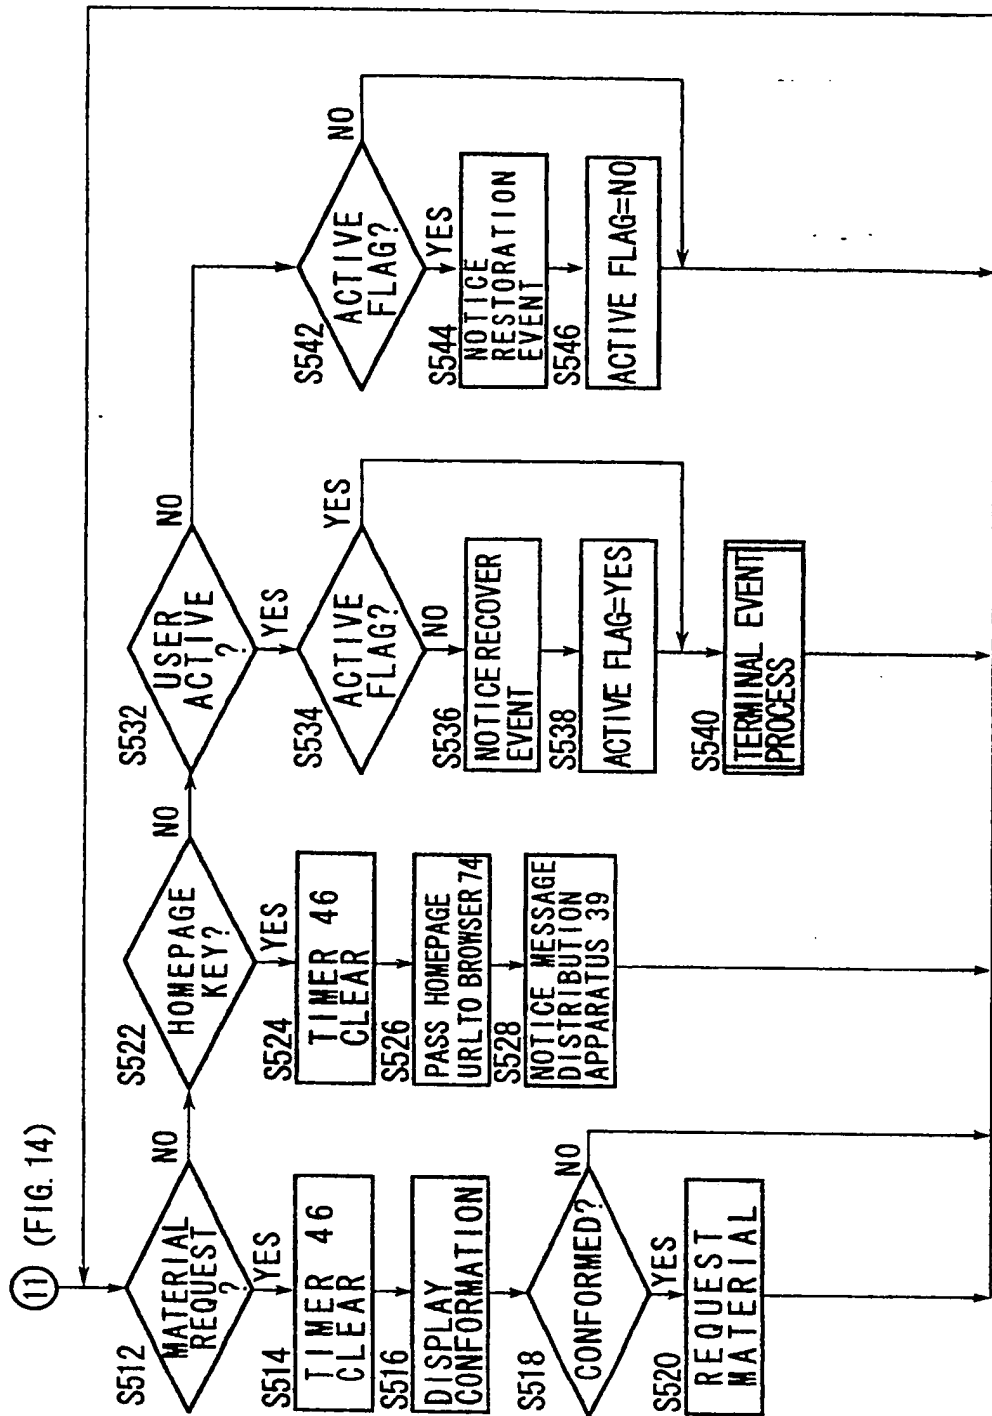 11 (FIG. 14)
S512
MATERIAL
REQUEST
?
NO
YES
S514
TIMER 46
CLEAR
S516
DISPLAY
CONFORMATION
S518
CONFORMED?
NO
YES
S520
REQUEST
MATERIAL
S522
HOMEPAGE
KEY?
NO
YES
S524
TIMER 46
CLEAR
S526
PASS HOMEPAGE
URL TO BROWSER 74
S528
NOTICE MESSAGE
DISTRIBUTION
APPARATUS 39
S532
USER
ACTIVE
?
NO
YES
S534
ACTIVE
FLAG?
YES
NO
S536
NOTICE RECOVER
EVENT
S538
ACTIVE FLAG=YES
S540
TERMINAL EVENT
PROCESS
S542
ACTIVE
FLAG?
NO
YES
S544
NOTICE
RESTORATION
EVENT
S546
ACTIVE FLAG=NO